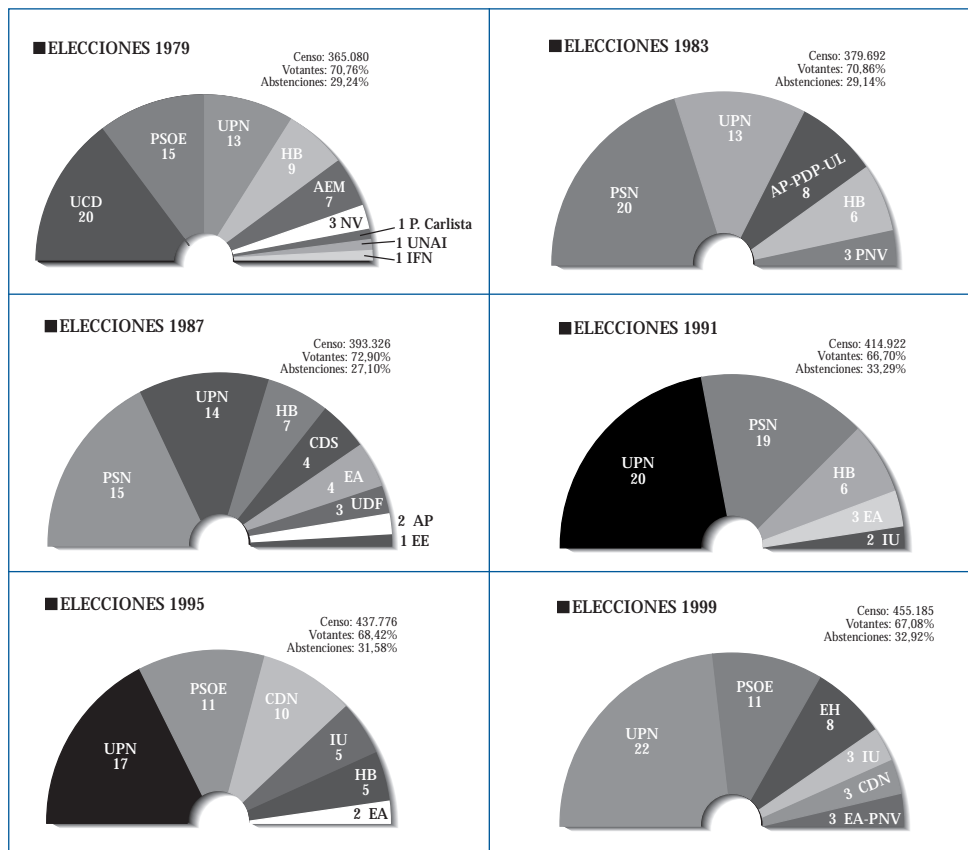 ELECCIONES 1979
Censo: 365.080
Votantes: 70,76%
Abstenciones: 29,24%
UCD
20
PSOE
15
UPN
13
HB
9
AEM
7
3 NV
1 P. Carlista
1 UNAI
1 IFN
ELECCIONES 1983
Censo: 379.692
Votantes: 70,86%
Abstenciones: 29,14%
PSN
20
UPN
13
AP-PDP-UL
8
HB
6
3 PNV
ELECCIONES 1987
Censo: 393.326
Votantes: 72,90%
Abstenciones: 27,10%
PSN
15
UPN
14
HB
7
CDS
4
EA
4
3 UDF
2 AP
1 EE
ELECCIONES 1991
Censo: 414.922
Votantes: 66,70%
Abstenciones: 33,29%
UPN
20
PSN
19
HB
6
3 EA
2 IU
ELECCIONES 1995
Censo: 437.776
Votantes: 68,42%
Abstenciones: 31,58%
UPN
17
PSOE
11
CDN
10
IU
5
HB
5
2 EA
ELECCIONES 1999
Censo: 455.185
Votantes: 67,08%
Abstenciones: 32,92%
UPN
22
PSOE
11
EH
8
3 IU
3 CDN
3 EA-PNV